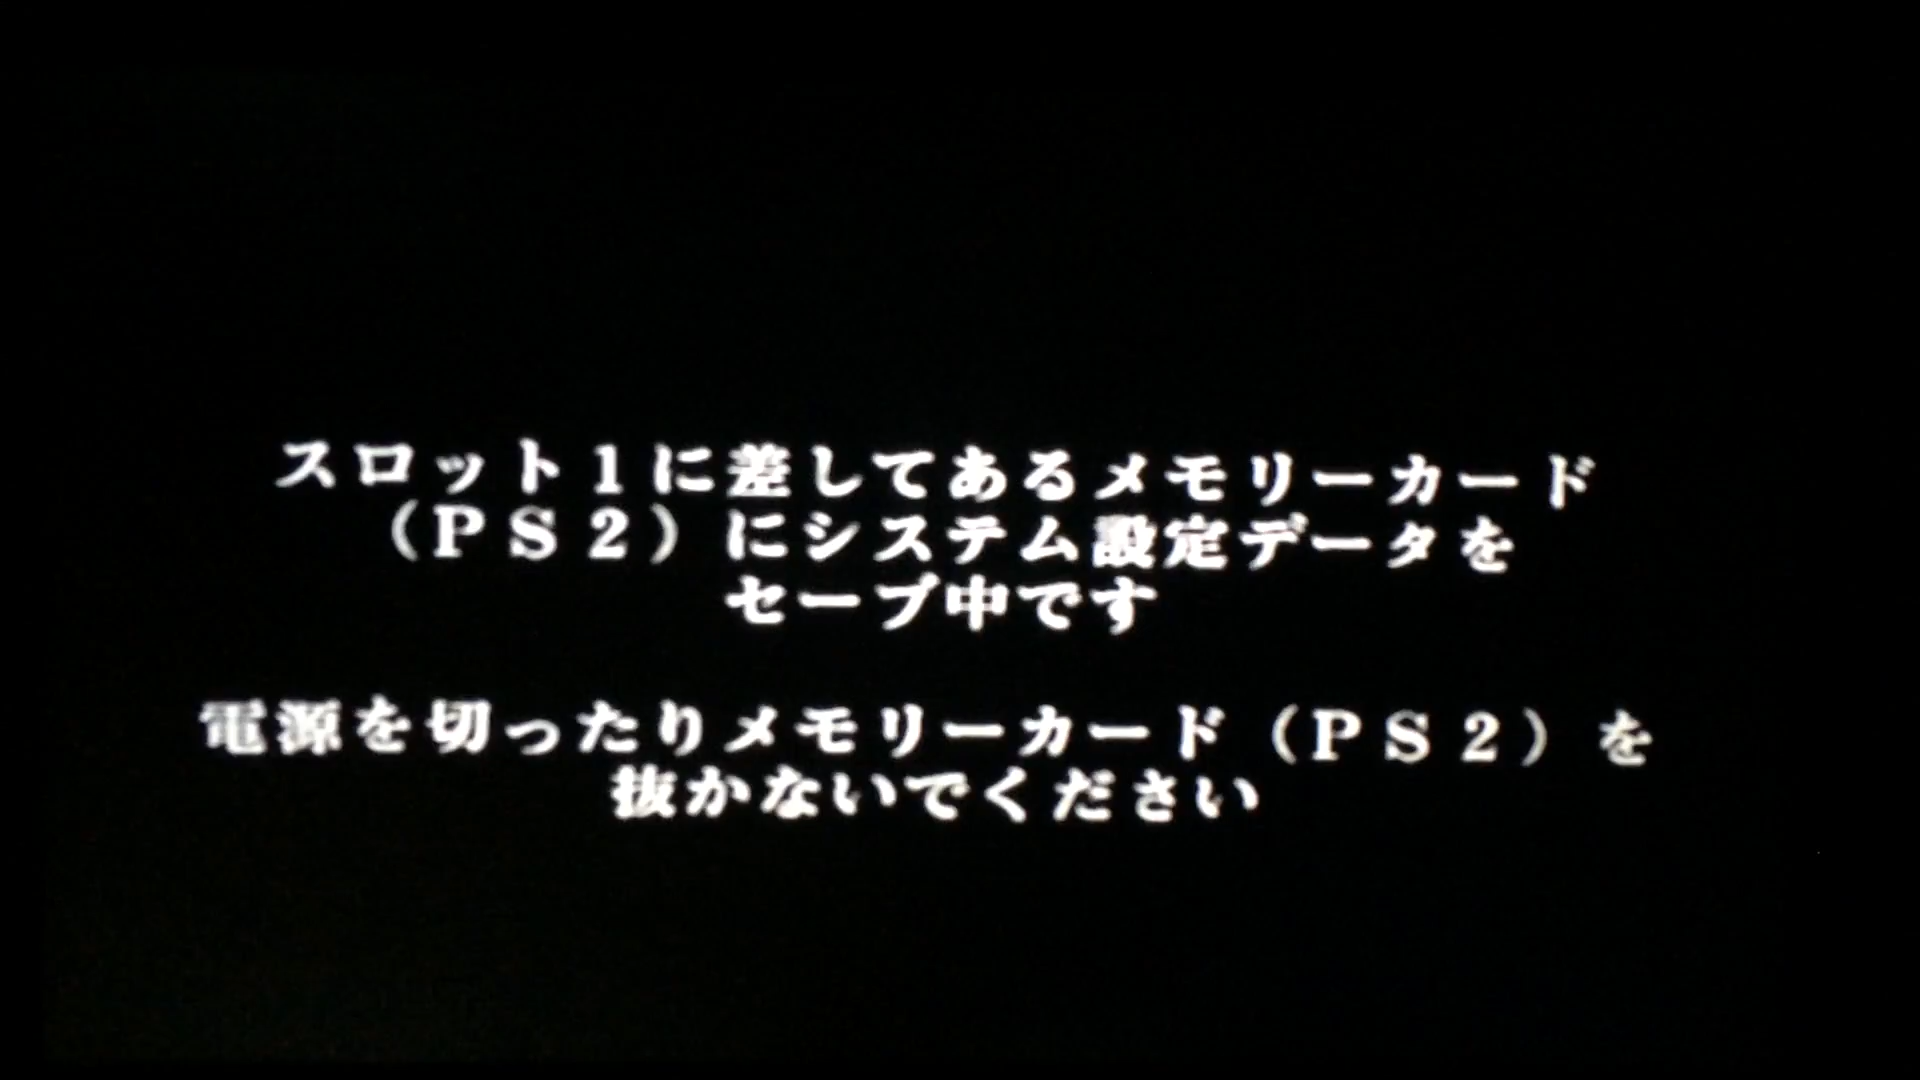 スロット１に差してあるメモリーカード
（ＰＳ２）にシステム設定データを
セーブ中です
電源を切ったりメモリーカード（ＰＳ２）を
抜かないでください